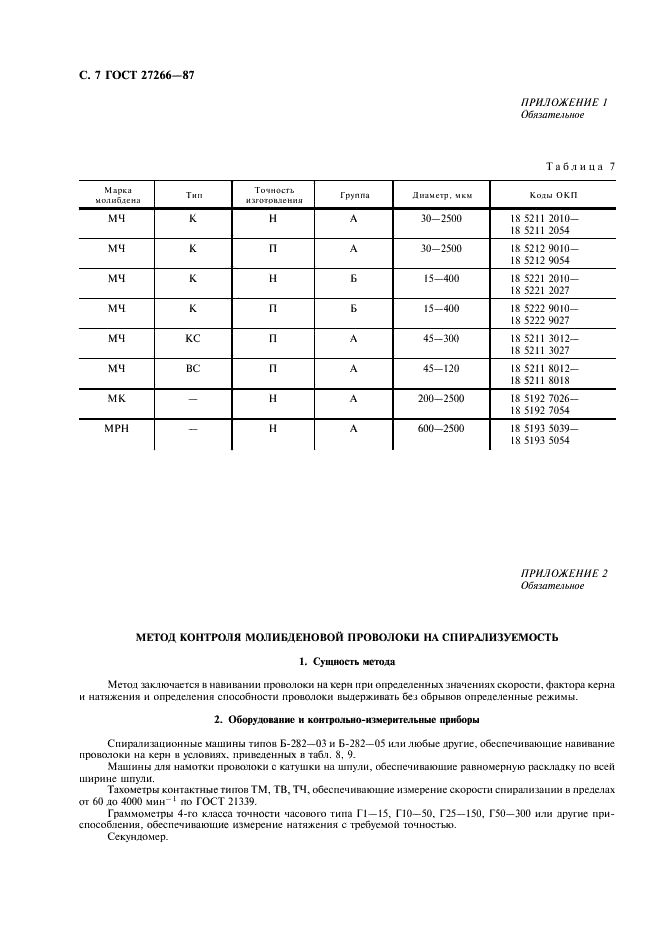 С. 7 ГОСТ 27266—87
ПРИЛОЖЕНИЕ 1
Обязательное
Таблица 7
Марка молибдена | Тип | Точность изготовления | Группа | Диаметр, мкм | Коды ОКП
МЧ | К | Н | А | 30—2500 | 18 5211 2010— 18 5211 2054
МЧ | К | П | А | 30—2500 | 18 5212 9010— 18 5212 9054
МЧ | К | Н | Б | 15—400 | 18 5221 2010— 18 5221 2027
МЧ | К | П | Б | 15—400 | 18 5222 9010— 18 5222 9027
МЧ | КС | П | А | 45—300 | 18 5211 3012— 18 5211 3027
МЧ | ВС | П | А | 45—120 | 18 5211 8012— 18 5211 8018
МК | — | Н | А | 200—2500 | 18 5192 7026— 18 5192 7054
МРН | — | Н | А | 600—2500 | 18 5193 5039— 18 5193 5054
ПРИЛОЖЕНИЕ 2
Обязательное
МЕТОД КОНТРОЛЯ МОЛИБДЕНОВОЙ ПРОВОЛОКИ НА СПИРАЛИЗУЕМОСТЬ
1. Сущность метода
Метод заключается в навивании проволоки на керн при определенных значениях скорости, фактора керна
и натяжения и определения способности проволоки выдерживать без обрывов определенные режимы.
2. Оборудование и контрольно-измерительные приборы
Спирализационные машины типов Б-282—03 и Б-282—05 или любые другие, обеспечивающие навивание
проволоки на керн в условиях, приведенных в табл. 8, 9.
Машины для намотки проволоки с катушки на шпули, обеспечивающие равномерную раскладку по всей
ширине шпули.
Тахометры контактные типов ТМ, ТВ, ТЧ, обеспечивающие измерение скорости спирализации в пределах
от 60 до 4000 мин⁻¹ по ГОСТ 21339.
Граммометры 4-го класса точности часового типа Г1—15, Г10—50, Г25—150, Г50—300 или другие при-
способления, обеспечивающие измерение натяжения с требуемой точностью.
Секундомер.